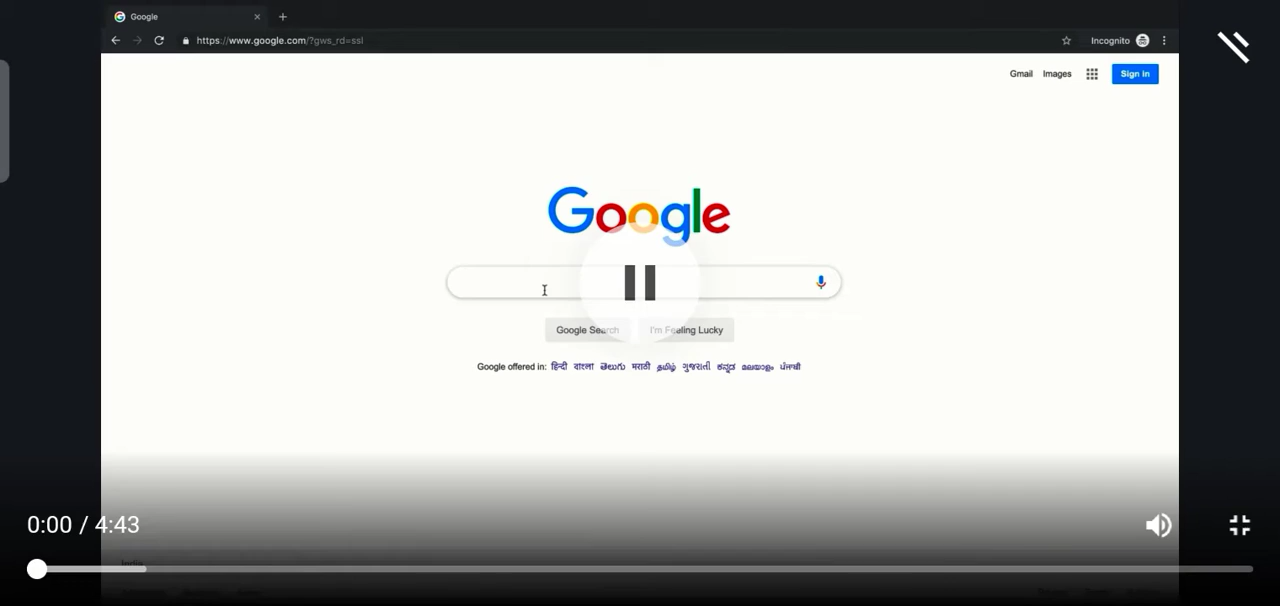 Google
https://www.google.com/?gws_rd=ssl
Incognito
Gmail Images Sign in
Google
Google Search I'm Feeling Lucky
Google offered in: हिन्दी বাংলা తెలుగు मराठी தமிழ் ગુજરાતી ಕನ್ನಡ മലയാളം ਪੰਜਾਬੀ
0:00 / 4:43
India